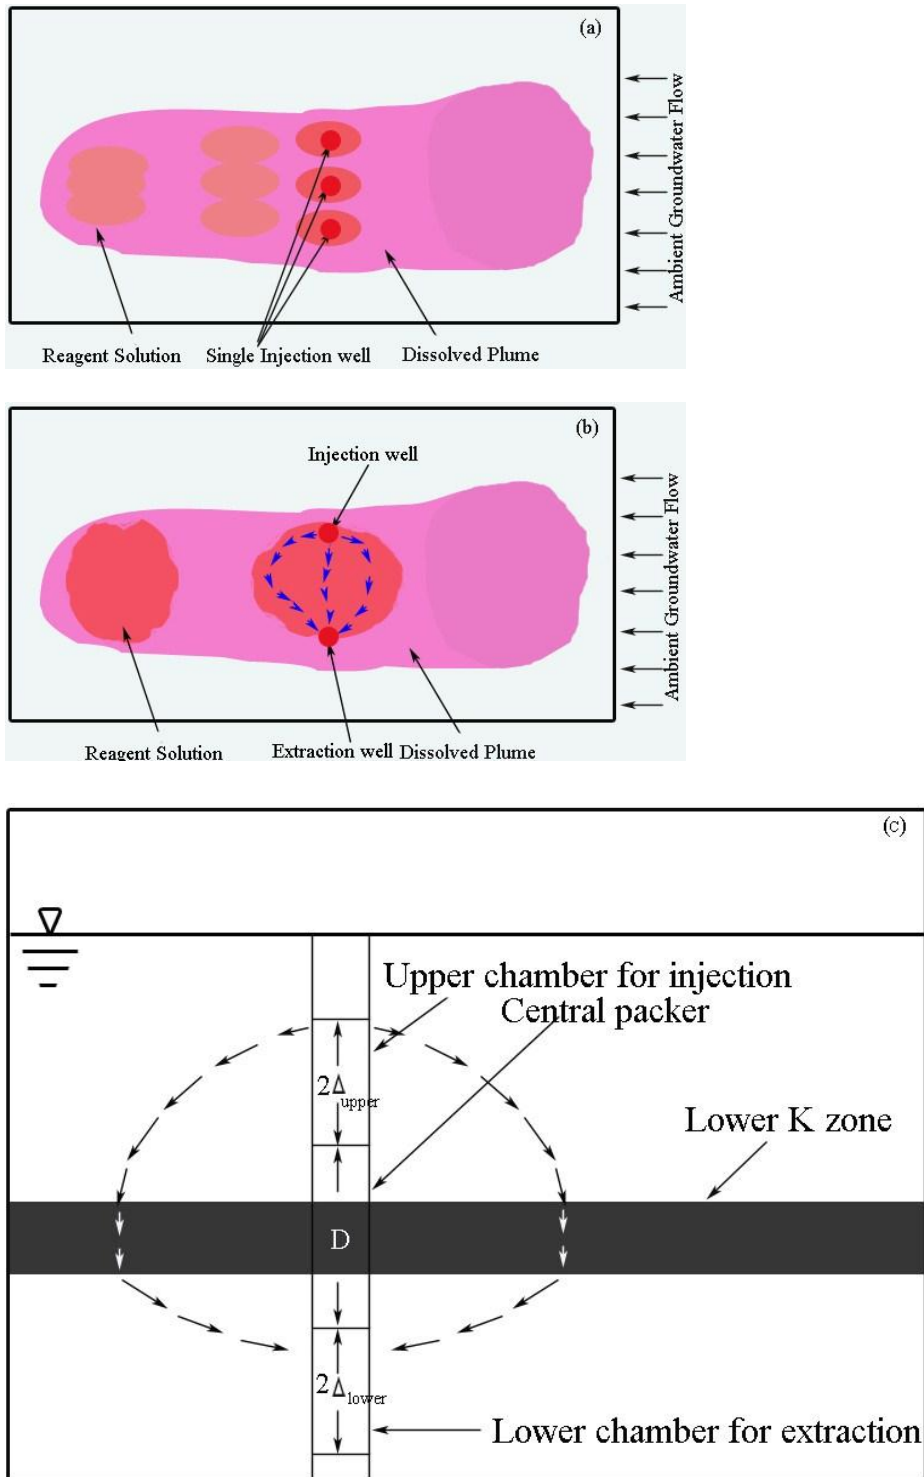 (a)
Ambient Groundwater Flow
Reagent Solution
Single Injection well
Dissolved Plume
(b)
Injection well
Ambient Groundwater Flow
Reagent Solution
Extraction well
Dissolved Plume
(c)
Upper chamber for injection
Central packer
2Δupper
Lower K zone
D
2Δlower
Lower chamber for extraction